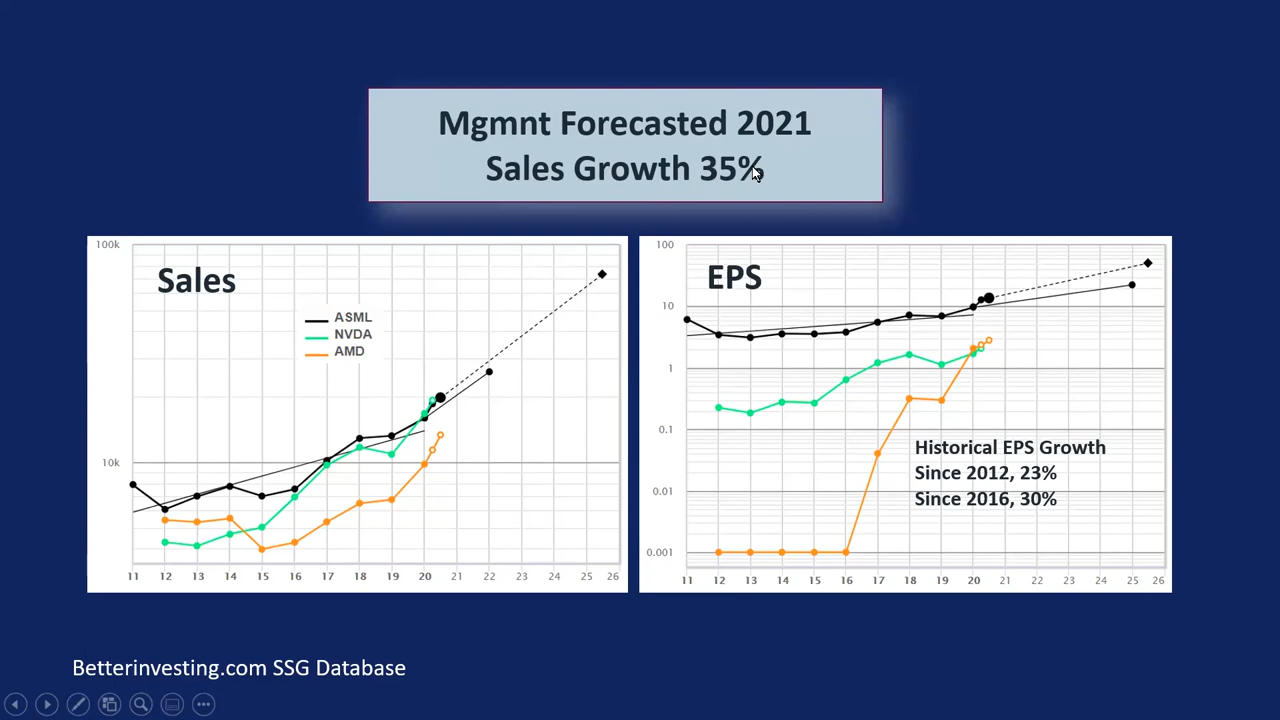 Mgmnt Forecasted 2021
Sales Growth 35%
100k
Sales
ASML
NVDA
AMD
10k
11 12 13 14 15 16 17 18 19 20 21 22 23 25 26
100
EPS
10
1
0.1
0.01
0.001
Historical EPS Growth
Since 2012, 23%
Since 2016, 30%
11 12 13 14 15 16 17 18 19 20 21 22 23 25 26
Betterinvesting.com SSG Database